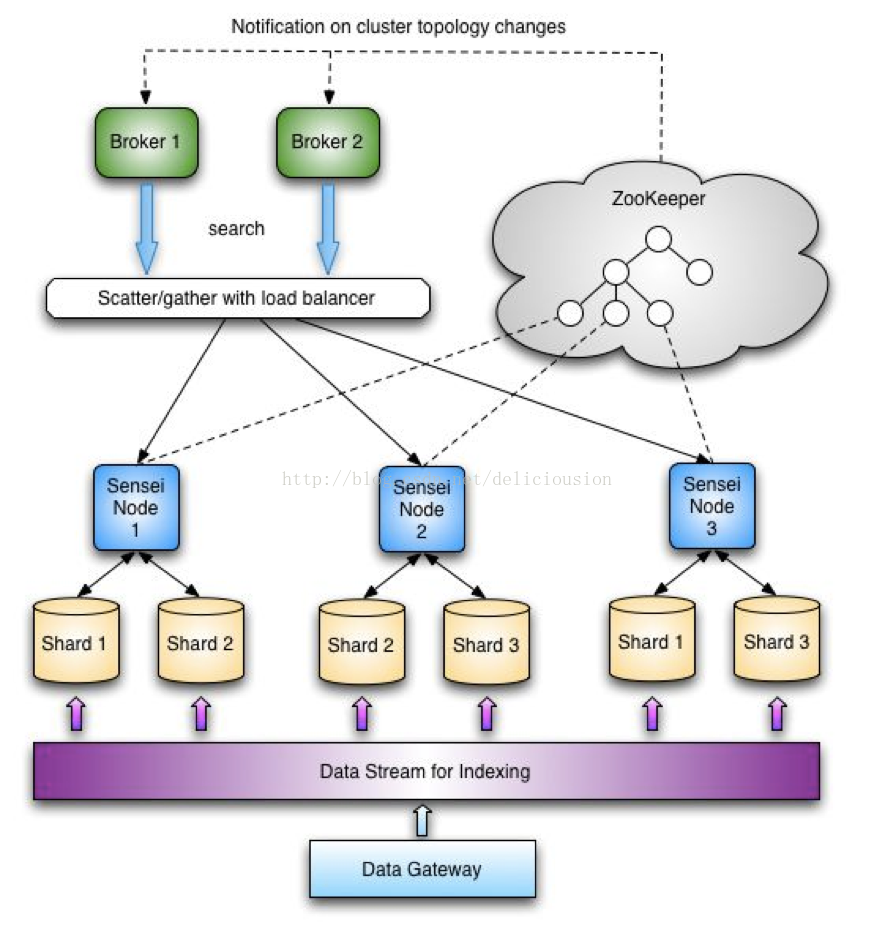 Notification on cluster topology changes
Broker 1
Broker 2
ZooKeeper
search
Scatter/gather with load balancer
http://blo
et/deliciousion
Sensei
Node
1
Sensei
Node
2
Sensei
Node
3
Shard 1
Shard 2
Shard 2
Shard 3
Shard 1
Shard 3
Data Stream for Indexing
Data Gateway